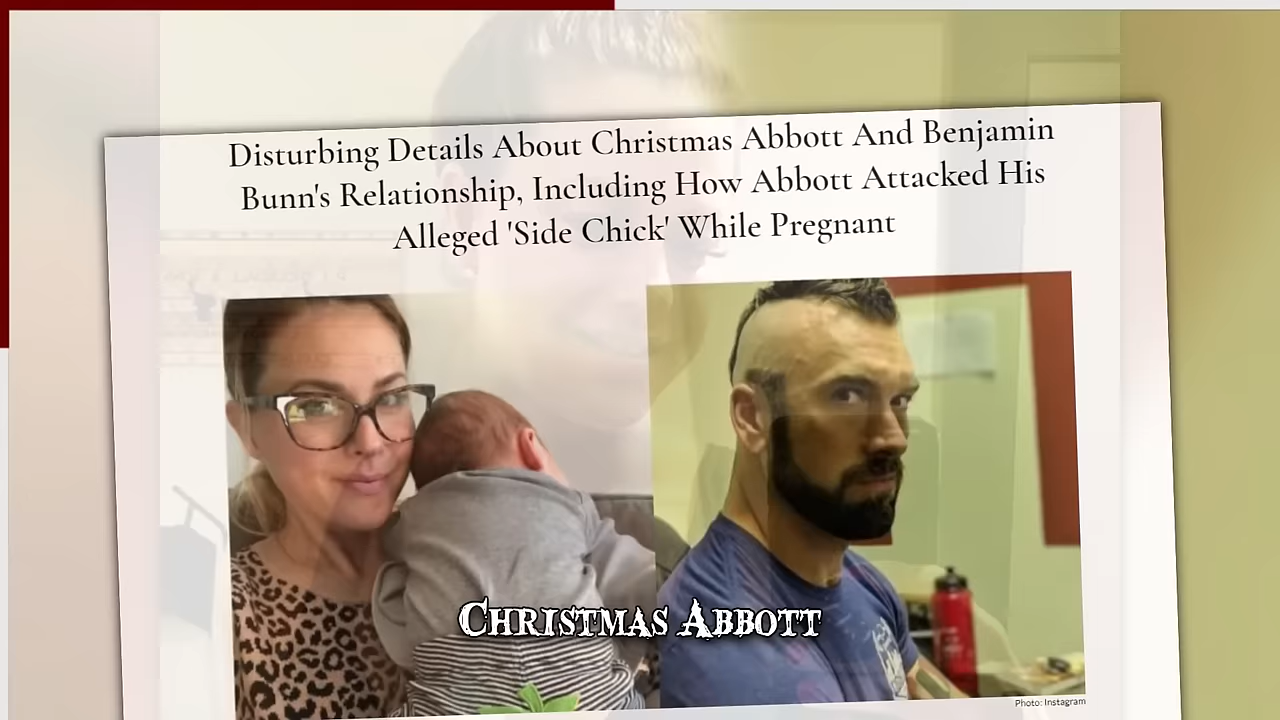 Disturbing Details About Christmas Abbott And Benjamin
Bunn's Relationship, Including How Abbott Attacked His
Alleged 'Side Chick' While Pregnant
Christmas Abbott
Photo: Instagram